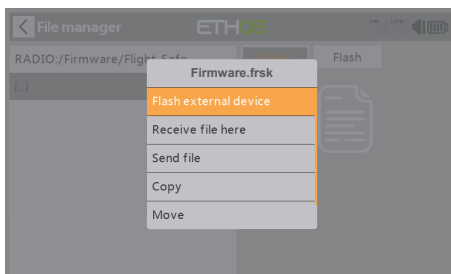 File manager
ETHOS
RADIO:/Firmware/Flight Safe
Flash
[..]
Firmware.frsk
Flash external device
Receive file here
Send file
Copy
Move